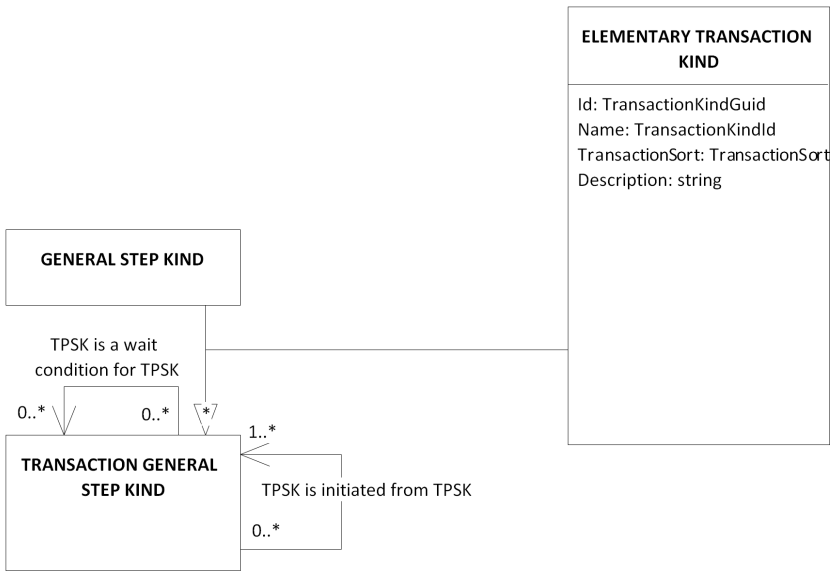 ELEMENTARY TRANSACTION
KIND
Id: TransactionKindGuid
Name: TransactionKindId
TransactionSort: TransactionSort
Description: string
GENERAL STEP KIND
TPSK is a wait
condition for TPSK
0..*
0..*
*
1..*
TRANSACTION GENERAL
STEP KIND
TPSK is initiated from TPSK
0..*